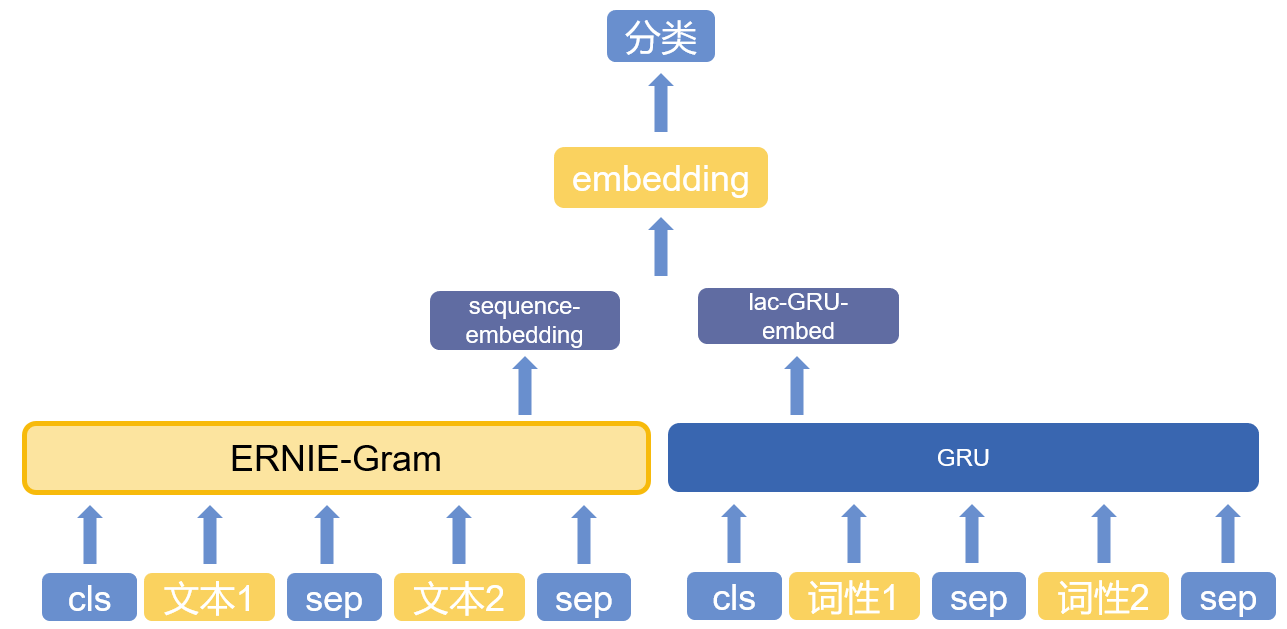 分类
embedding
sequence-
embedding
lac-GRU-
embed
ERNIE-Gram
GRU
cls
文本1
sep
文本2
sep
cls
词性1
sep
词性2
sep